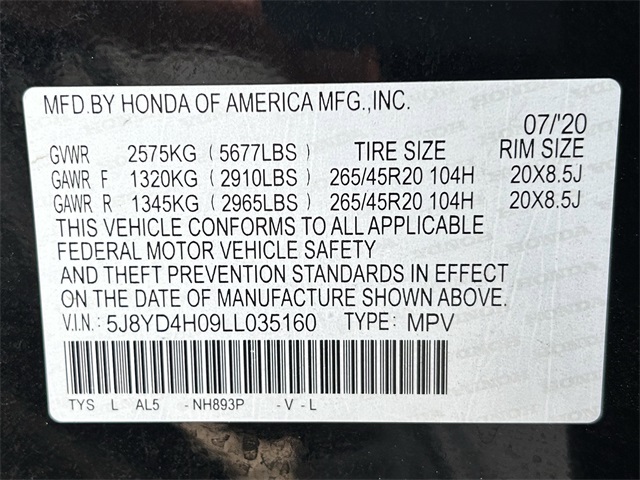 MFD.BY HONDA OF AMERICA MFG.,INC.
07/'20
GVWR 2575KG (5677LBS) TIRE SIZE RIM SIZE
GAWR F 1320KG (2910LBS) 265/45R20 104H 20X8.5J
GAWR R 1345KG (2965LBS) 265/45R20 104H 20X8.5J
THIS VEHICLE CONFORMS TO ALL APPLICABLE
FEDERAL MOTOR VEHICLE SAFETY
AND THEFT PREVENTION STANDARDS IN EFFECT
ON THE DATE OF MANUFACTURE SHOWN ABOVE.
V.I.N.: 5J8YD4H09LL035160 TYPE: MPV
TYS L AL5 -NH893P -V-L